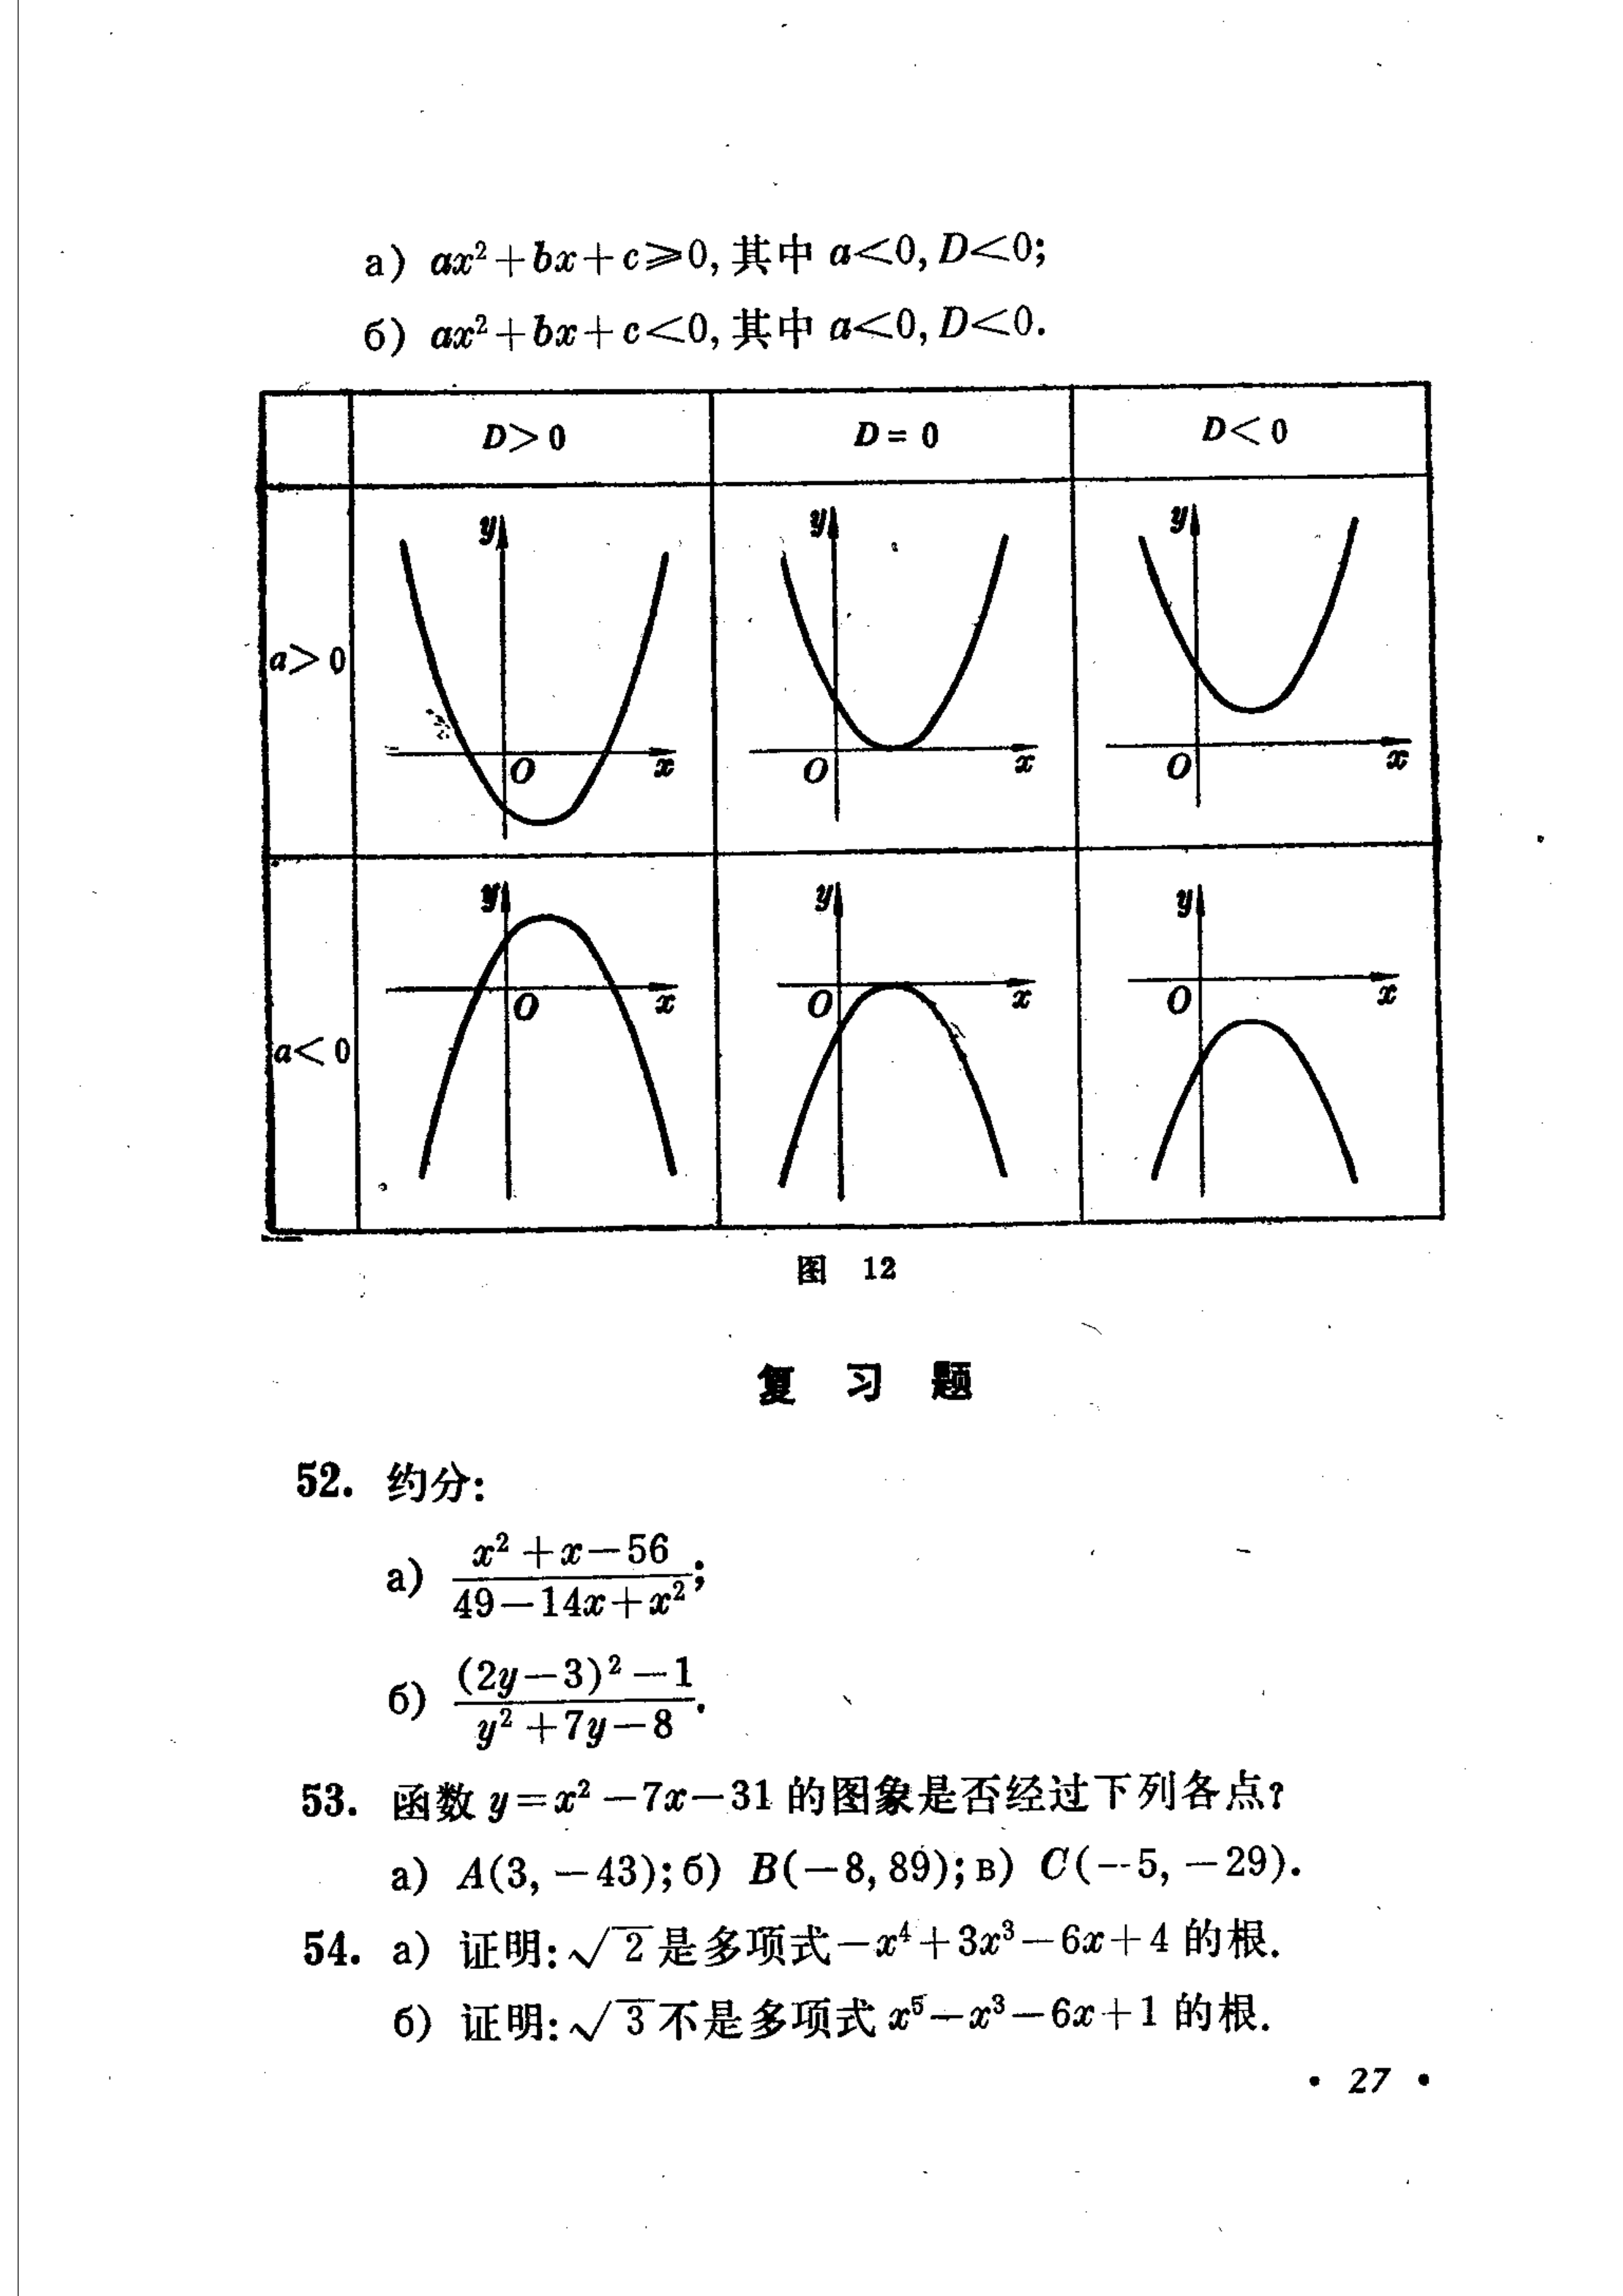 а) ax²+bx+c⩾0, 其中 a<0, D<0;
б) ax²+bx+c<0, 其中 a<0, D<0.
D>0 D=0 D<0
a>0
y y y
O x O x O x
a<0
y y y
O x O x O x
图 12
复 习 题
52. 约分:
а) \frac{x²+x-56}{49-14x+x²};
б) \frac{(2y-3)²-1}{y²+7y-8}.
53. 函数 y=x²-7x-31 的图象是否经过下列各点?
а) A(3, -43); б) B(-8, 89); в) C(-5, -29).
54. а) 证明: √2 是多项式 -x⁴+3x³-6x+4 的根.
б) 证明: √3 不是多项式 x⁵-x³-6x+1 的根.
· 27 ·